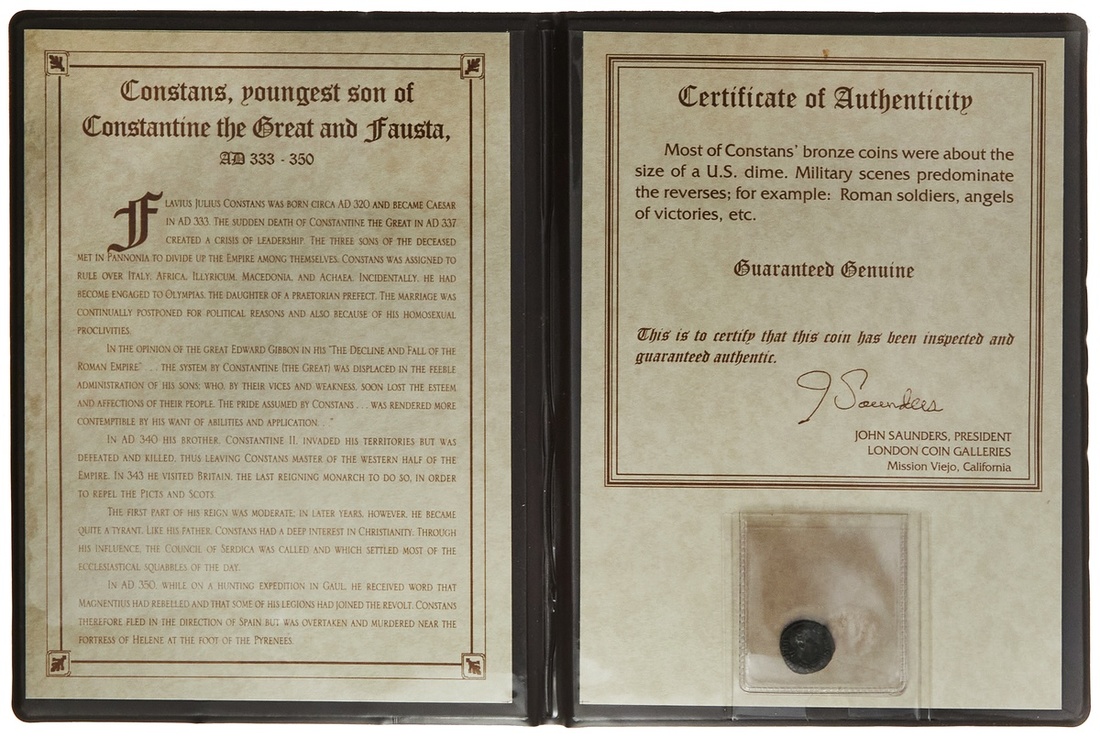 Constans, youngest son of
Constantine the Great and Fausta,
AD 333 - 350
FLAVIUS JULIUS CONSTANS WAS BORN CIRCA AD 320 AND BECAME CAESAR
IN AD 333. THE SUDDEN DEATH OF CONSTANTINE THE GREAT IN AD 337
CREATED A CRISIS OF LEADERSHIP. THE THREE SONS OF THE DECEASED
MET IN PANNONIA TO DIVIDE UP THE EMPIRE AMONG THEMSELVES. CONSTANS WAS ASSIGNED TO
RULE OVER ITALY, AFRICA, ILLYRICUM, MACEDONIA, AND ACHAEA. INCIDENTALLY, HE HAD
BECOME ENGAGED TO OLYMPIAS, THE DAUGHTER OF A PRAETORIAN PREFECT. THE MARRIAGE WAS
CONTINUALLY POSTPONED FOR POLITICAL REASONS AND ALSO BECAUSE OF HIS HOMOSEXUAL
PROCLIVITIES.
IN THE OPINION OF THE GREAT EDWARD GIBBON IN HIS "THE DECLINE AND FALL OF THE
ROMAN EMPIRE" . . . THE SYSTEM BY CONSTANTINE (THE GREAT) WAS DISPLACED IN THE FEEBLE
ADMINISTRATION OF HIS SONS; WHO, BY THEIR VICES AND WEAKNESS, SOON LOST THE ESTEEM
AND AFFECTIONS OF THEIR PEOPLE. THE PRIDE ASSUMED BY CONSTANS . . . WAS RENDERED MORE
CONTEMPTIBLE BY HIS WANT OF ABILITIES AND APPLICATION. . ."
IN AD 340 HIS BROTHER, CONSTANTINE II, INVADED HIS TERRITORIES BUT WAS
DEFEATED AND KILLED, THUS LEAVING CONSTANS MASTER OF THE WESTERN HALF OF THE
EMPIRE. IN 343 HE VISITED BRITAIN, THE LAST REIGNING MONARCH TO DO SO, IN ORDER
TO REPEL THE PICTS AND SCOTS.
THE FIRST PART OF HIS REIGN WAS MODERATE; IN LATER YEARS, HOWEVER, HE BECAME
QUITE A TYRANT. LIKE HIS FATHER, CONSTANS HAD A DEEP INTEREST IN CHRISTIANITY. THROUGH
HIS INFLUENCE, THE COUNCIL OF SERDICA WAS CALLED AND WHICH SETTLED MOST OF THE
ECCLESIASTICAL SQUABBLES OF THE DAY.
IN AD 350, WHILE ON A HUNTING EXPEDITION IN GAUL, HE RECEIVED WORD THAT
MAGNENTIUS HAD REBELLED AND THAT SOME OF HIS LEGIONS HAD JOINED THE REVOLT. CONSTANS
THEREFORE FLED IN THE DIRECTION OF SPAIN BUT WAS OVERTAKEN AND MURDERED NEAR THE
FORTRESS OF HELENE AT THE FOOT OF THE PYRENEES.
Certificate of Authenticity
Most of Constans' bronze coins were about the
size of a U.S. dime. Military scenes predominate
the reverses; for example: Roman soldiers, angels
of victories, etc.
Guaranteed Genuine
This is to certify that this coin has been inspected and
guaranteed authentic.
J Saunders
JOHN SAUNDERS, PRESIDENT
LONDON COIN GALLERIES
Mission Viejo, California